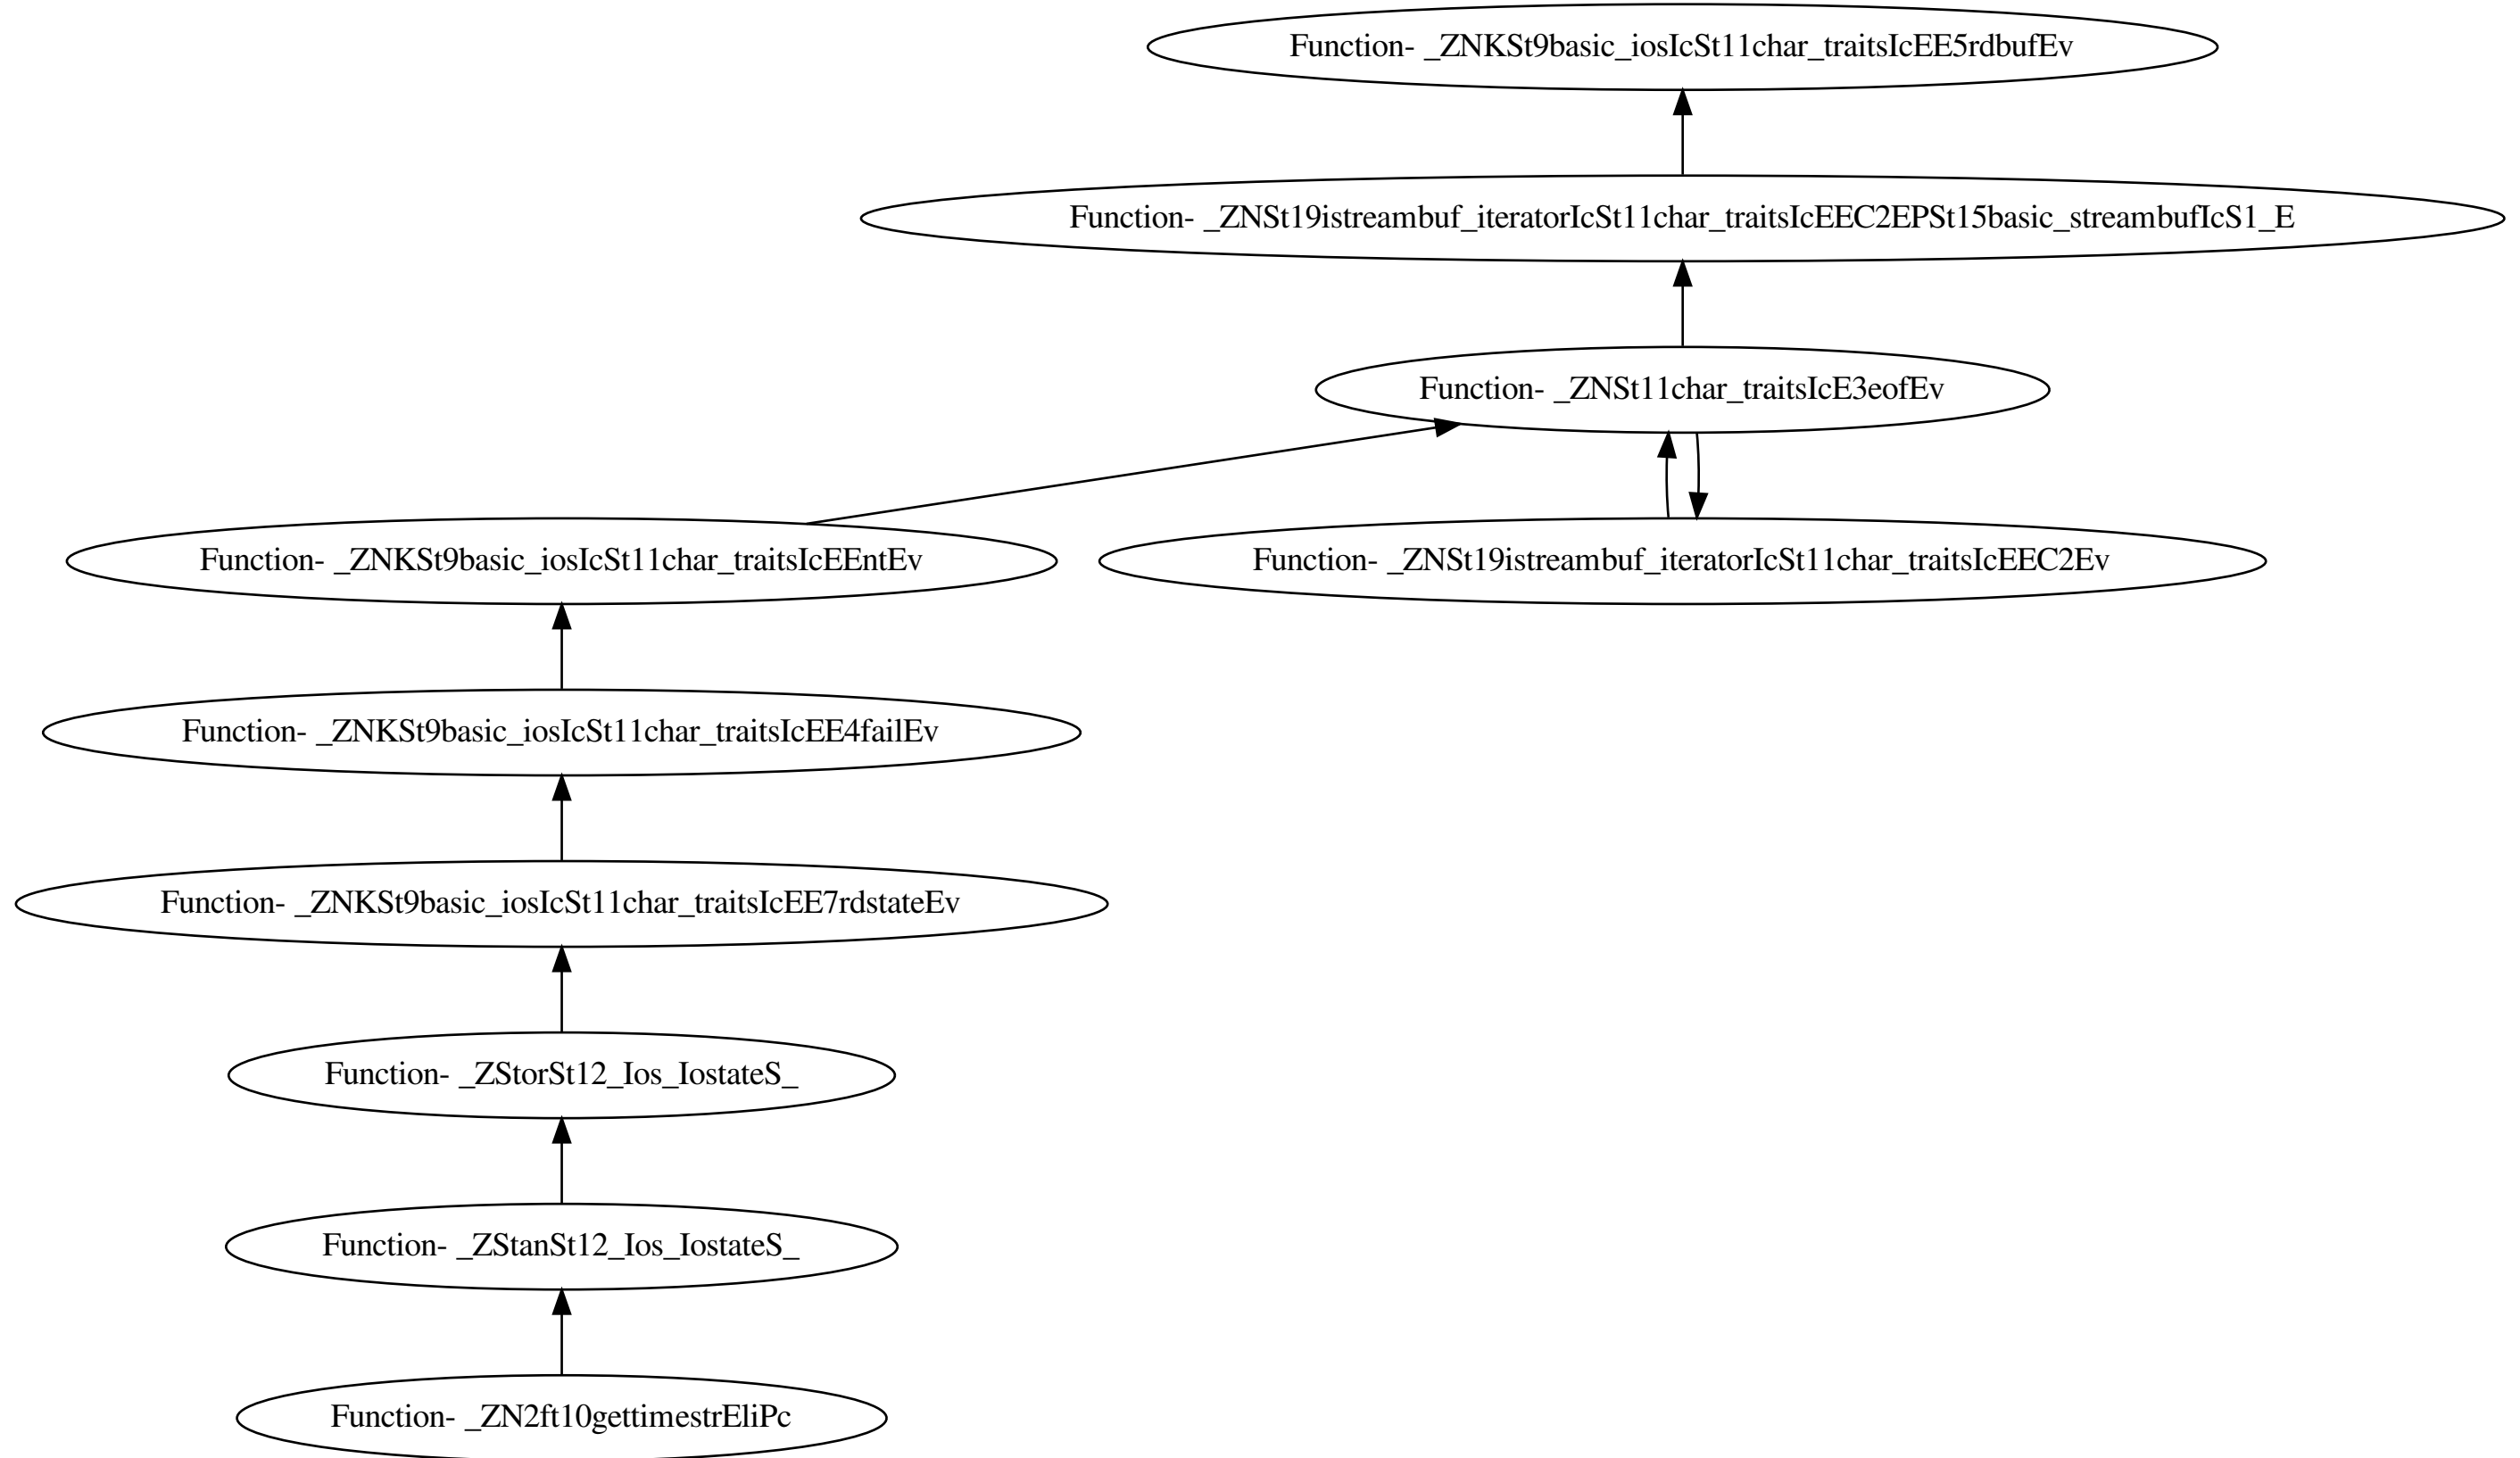 Function- _ZNKSt9basic_iosIcSt11char_traitsIcEE5rdbufEv
Function- _ZNSt19istreambuf_iteratorIcSt11char_traitsIcEEC2EPSt15basic_streambufIcS1_E
Function- _ZNSt11char_traitsIcE3eofEv
Function- _ZNKSt9basic_iosIcSt11char_traitsIcEEntEv
Function- _ZNSt19istreambuf_iteratorIcSt11char_traitsIcEEC2Ev
Function- _ZNKSt9basic_iosIcSt11char_traitsIcEE4failEv
Function- _ZNKSt9basic_iosIcSt11char_traitsIcEE7rdstateEv
Function- _ZStorSt12_Ios_IostateS_
Function- _ZStanSt12_Ios_IostateS_
Function- _ZN2ft10gettimestrEliPc